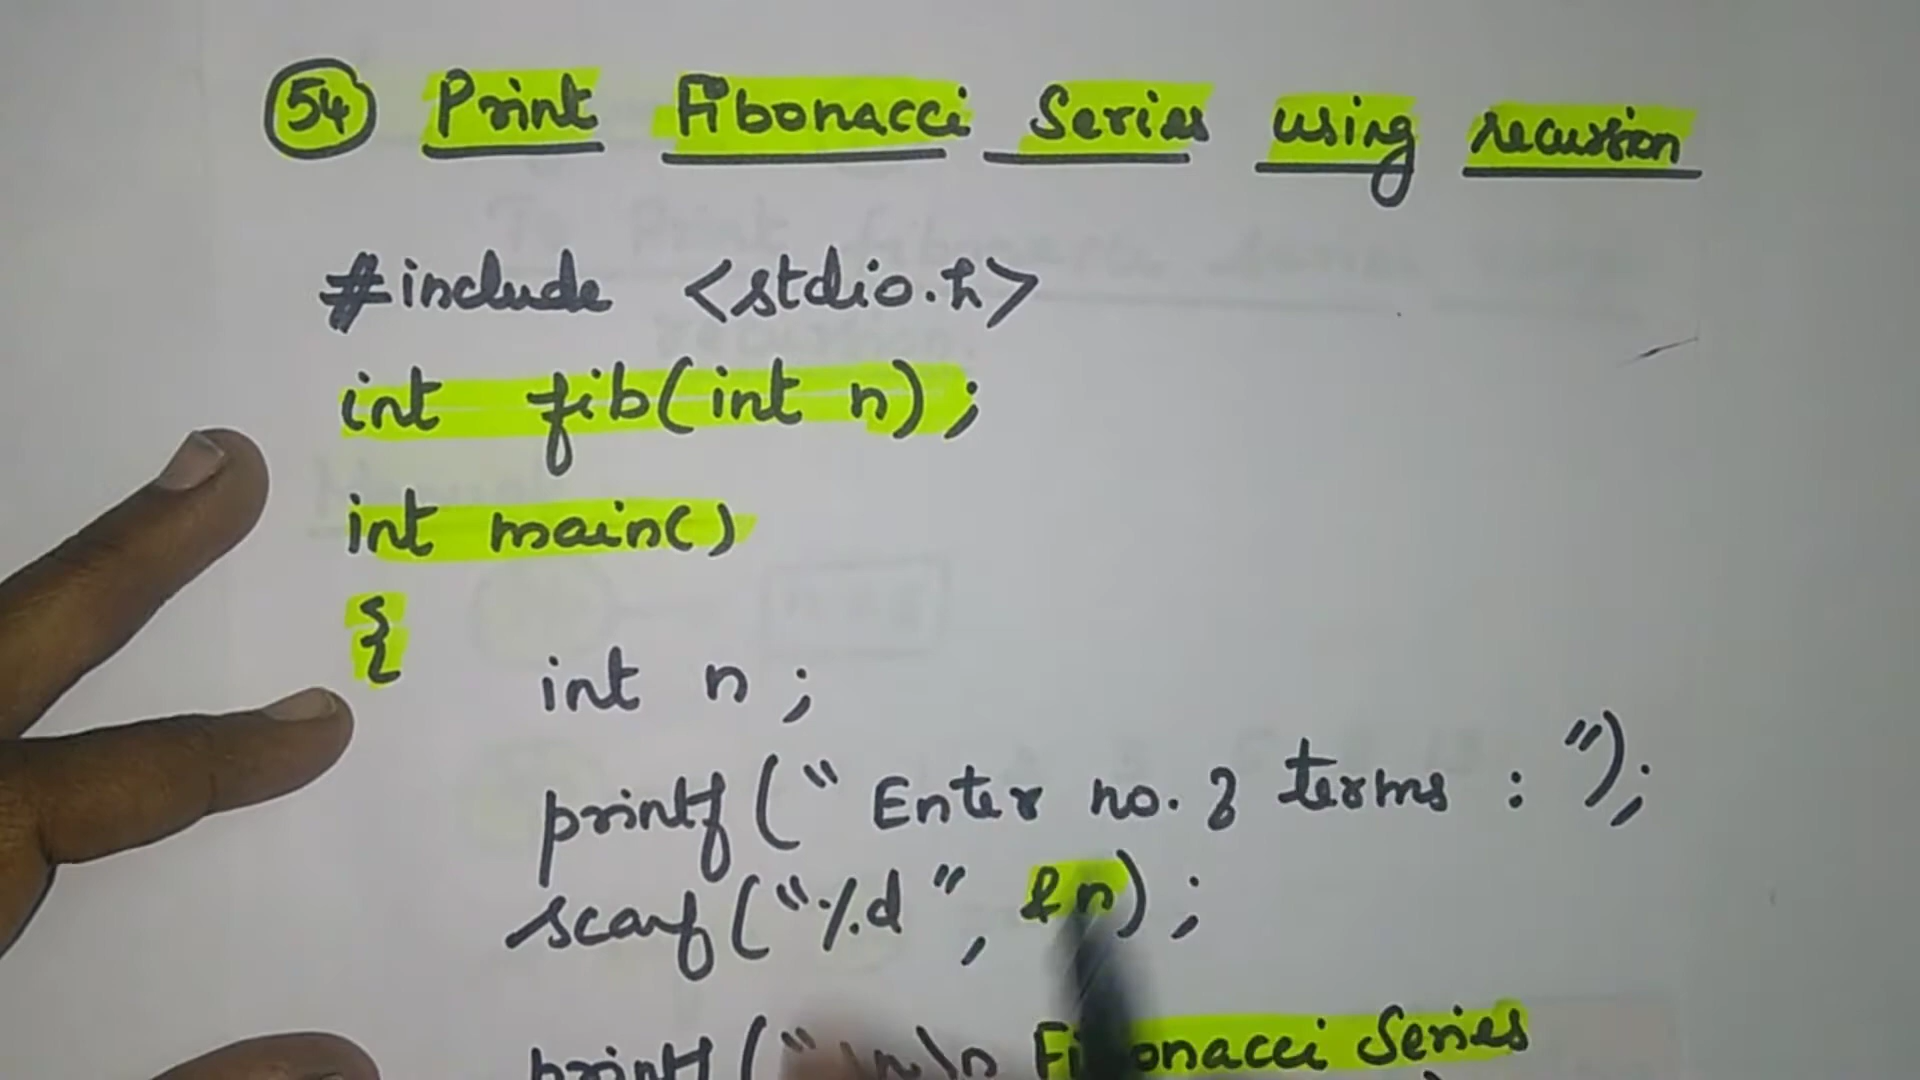 54 Print Fibonacci Series using recursion
#include <stdio.h>
int fib(int n);
int main()
{
int n;
printf("Enter no. of terms : ");
scanf("%d", &n);
printf("\n\n Fibonacci Series